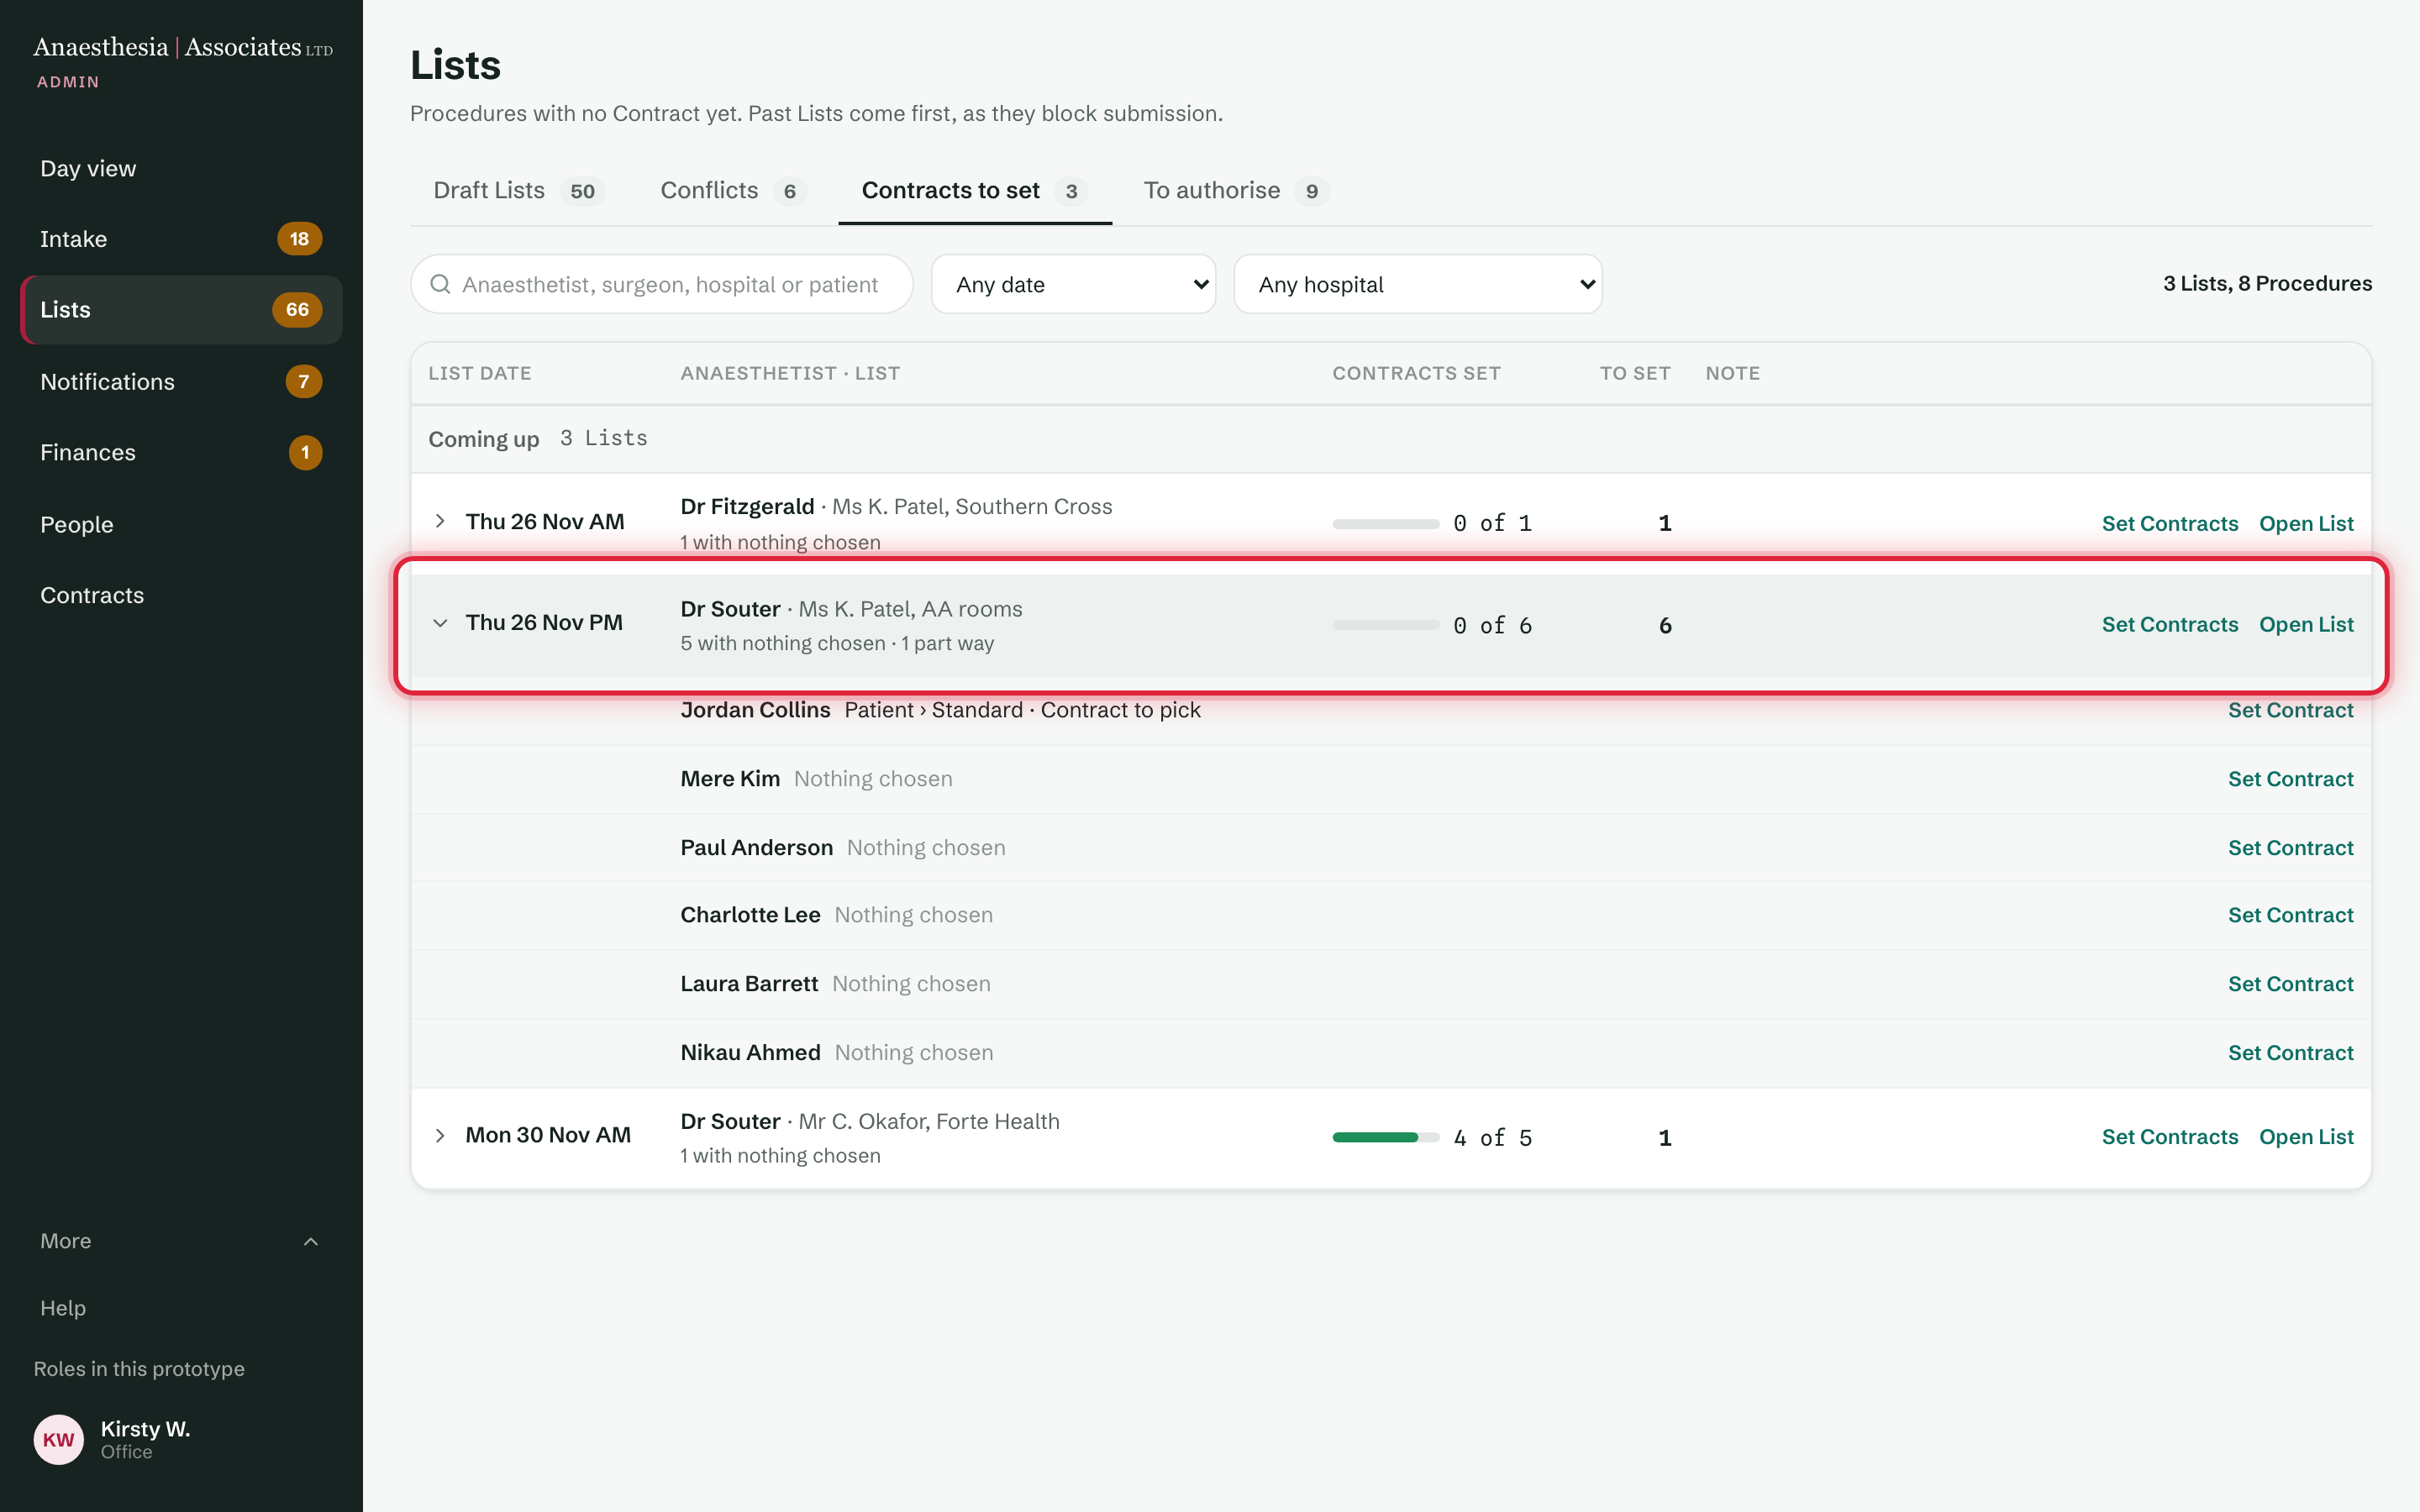 Anaesthesia | Associates LTD
ADMIN
Day view
Intake 18
Lists 66
Notifications 7
Finances 1
People
Contracts
More
Help
Roles in this prototype
KW
Kirsty W.
Office
Lists
Procedures with no Contract yet. Past Lists come first, as they block submission.
Draft Lists 50 Conflicts 6 Contracts to set 3 To authorise 9
Anaesthetist, surgeon, hospital or patient Any date Any hospital 3 Lists, 8 Procedures
LIST DATE ANAESTHETIST · LIST CONTRACTS SET TO SET NOTE
Coming up 3 Lists
Thu 26 Nov AM Dr Fitzgerald · Ms K. Patel, Southern Cross 0 of 1 1 Set Contracts Open List
1 with nothing chosen
Thu 26 Nov PM Dr Souter · Ms K. Patel, AA rooms 0 of 6 6 Set Contracts Open List
5 with nothing chosen · 1 part way
Jordan Collins Patient › Standard · Contract to pick Set Contract
Mere Kim Nothing chosen Set Contract
Paul Anderson Nothing chosen Set Contract
Charlotte Lee Nothing chosen Set Contract
Laura Barrett Nothing chosen Set Contract
Nikau Ahmed Nothing chosen Set Contract
Mon 30 Nov AM Dr Souter · Mr C. Okafor, Forte Health 4 of 5 1 Set Contracts Open List
1 with nothing chosen